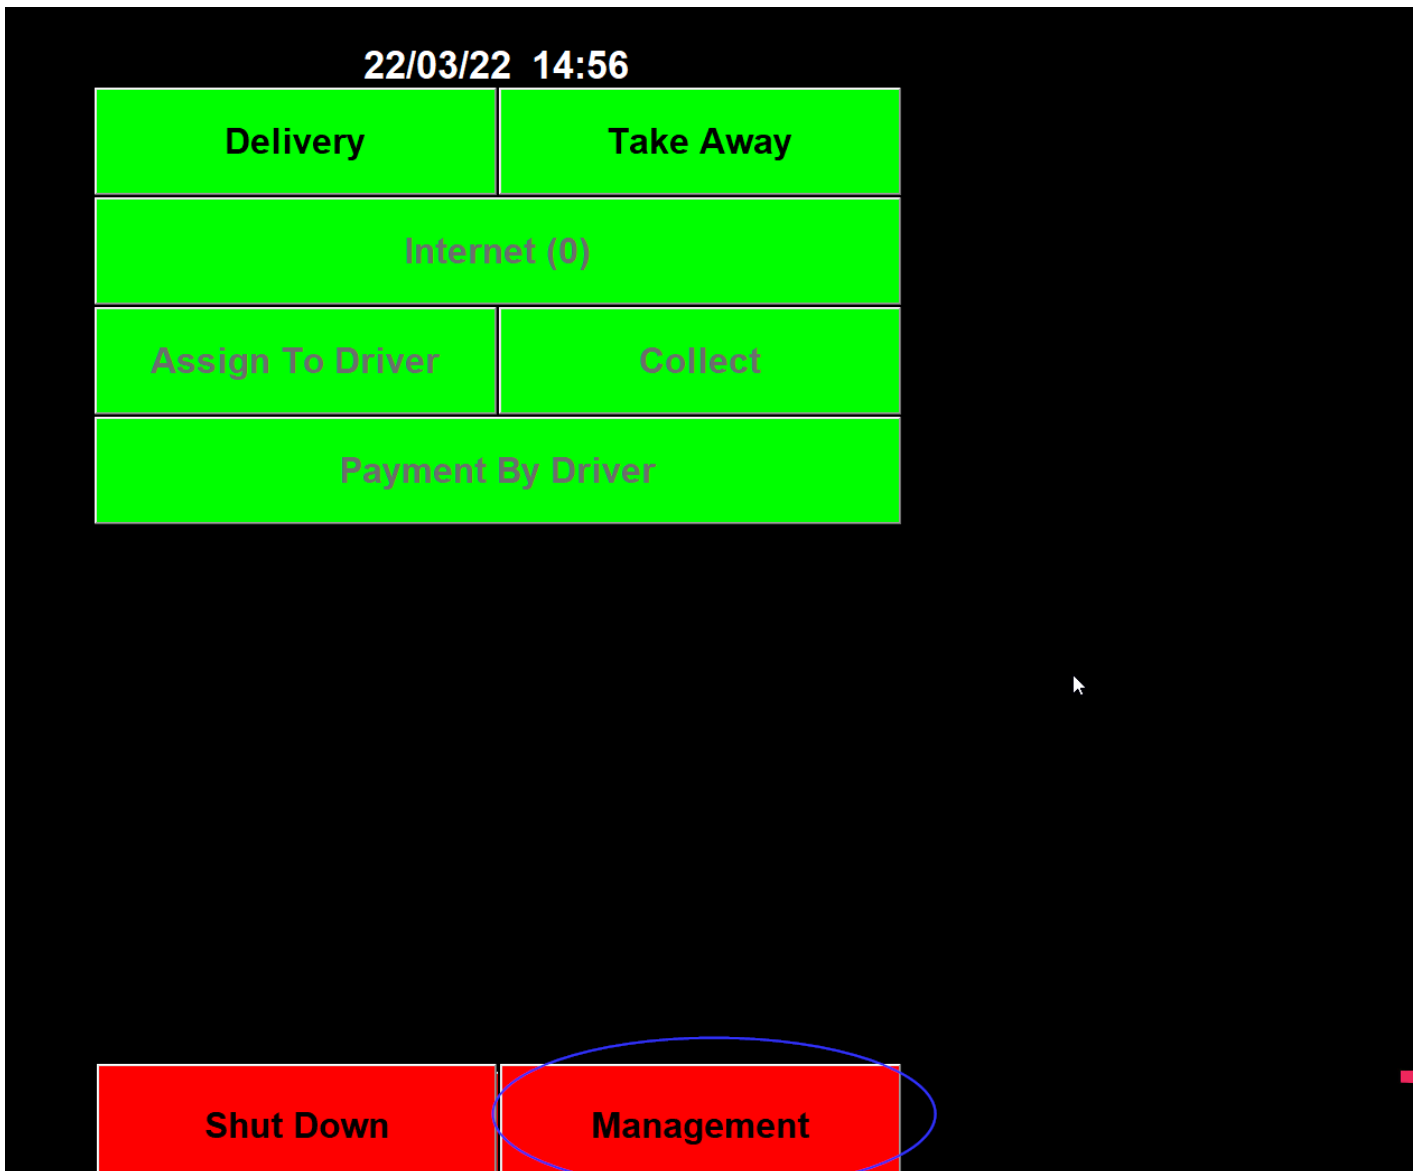 22/03/22 14:56
Delivery
Take Away
Internet (0)
Assign To Driver
Collect
Payment By Driver
Shut Down
Management